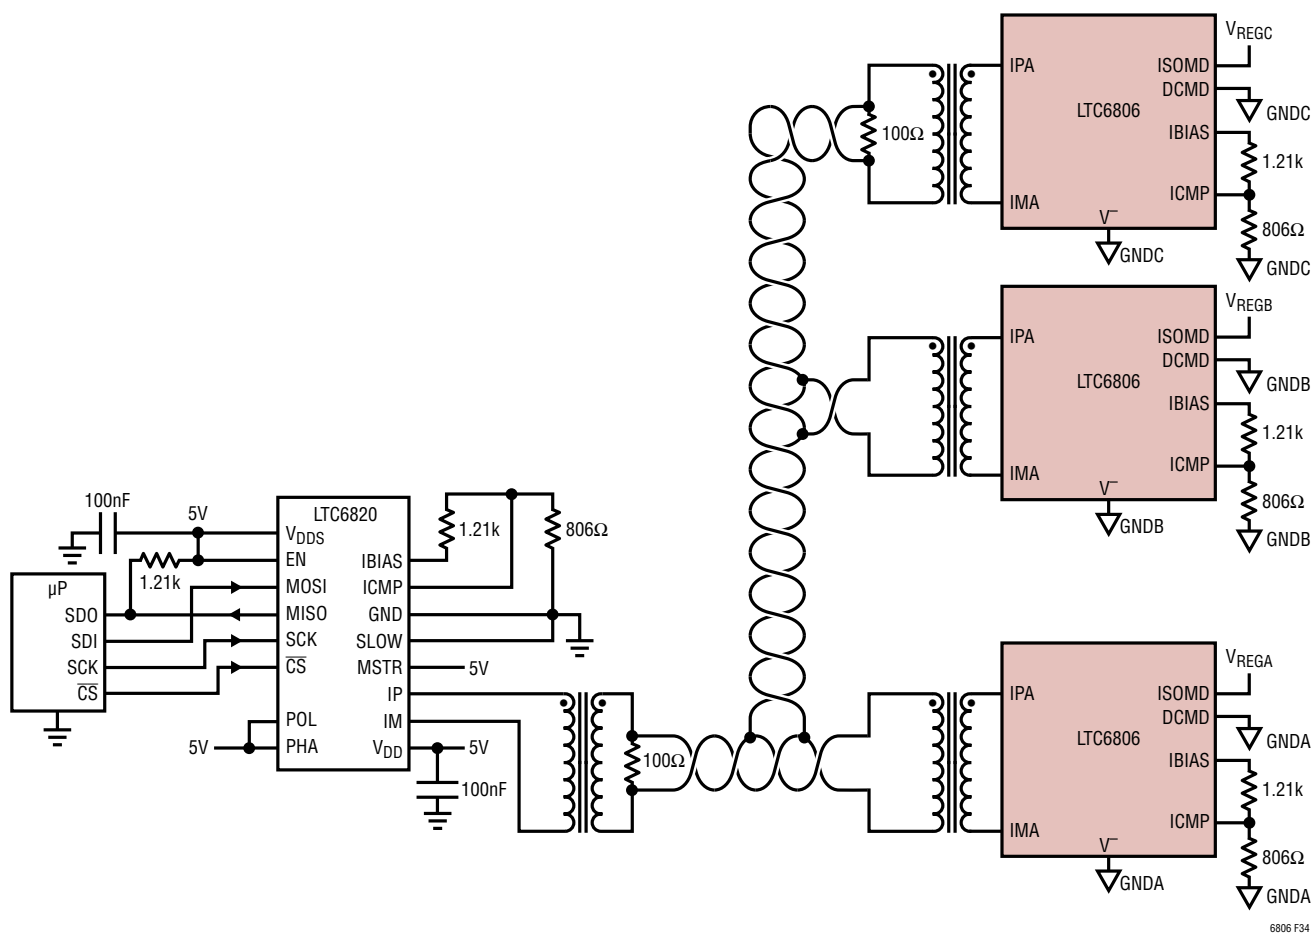 VREGC
IPA
ISOMD
DCMD
GNDC
LTC6806
IBIAS
100Ω
1.21k
ICMP
IMA
V–
806Ω
GNDC
GNDC
VREGB
IPA
ISOMD
DCMD
GNDB
LTC6806
IBIAS
1.21k
ICMP
IMA
V–
806Ω
GNDB
GNDB
100nF
5V
LTC6820
VDDS
1.21k
806Ω
EN
IBIAS
1.21k
µP
MOSI
ICMP
SDO
MISO
GND
SDI
SCK
SLOW
SCK
CS
MSTR
5V
CS
IP
POL
IM
5V
PHA
VDD
5V
100nF
100Ω
VREGA
IPA
ISOMD
DCMD
GNDA
LTC6806
IBIAS
1.21k
ICMP
IMA
V–
806Ω
GNDA
GNDA
6806 F34